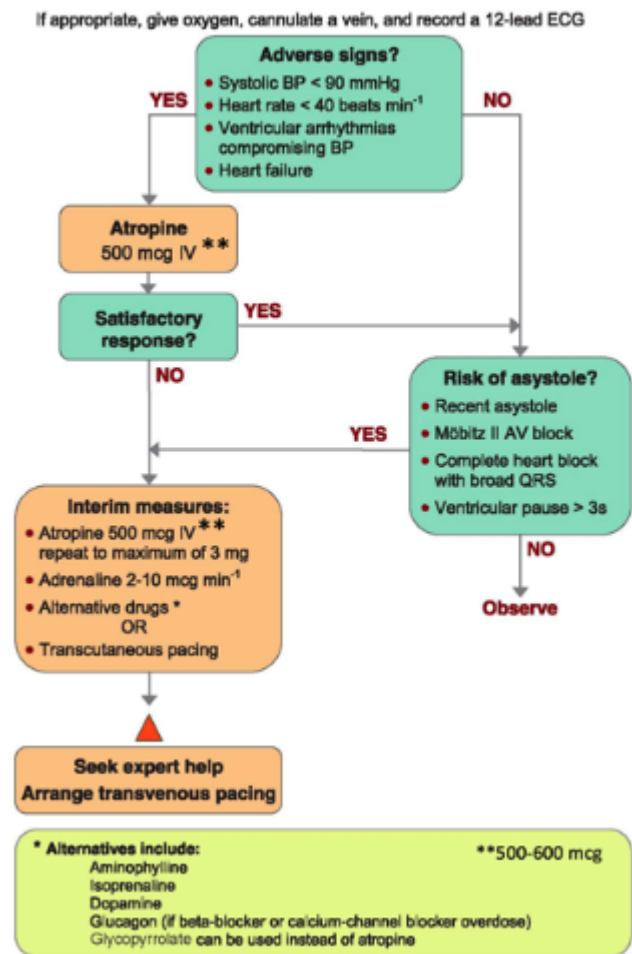 If appropriate, give oxygen, cannulate a vein, and record a 12-lead ECG
Adverse signs?
• Systolic BP < 90 mmHg
• Heart rate < 40 beats min⁻¹
• Ventricular arrhythmias
compromising BP
• Heart failure
YES
NO
Atropine
500 mcg IV **
Satisfactory
response?
YES
NO
Risk of asystole?
• Recent asystole
• Möbitz II AV block
• Complete heart block
with broad QRS
• Ventricular pause > 3s
YES
NO
Observe
Interim measures:
• Atropine 500 mcg IV **
repeat to maximum of 3 mg
• Adrenaline 2-10 mcg min⁻¹
• Alternative drugs *
OR
• Transcutaneous pacing
Seek expert help
Arrange transvenous pacing
* Alternatives include:
**500-600 mcg
Aminophylline
Isoprenaline
Dopamine
Glucagon (if beta-blocker or calcium-channel blocker overdose)
Glycopyrrolate can be used instead of atropine